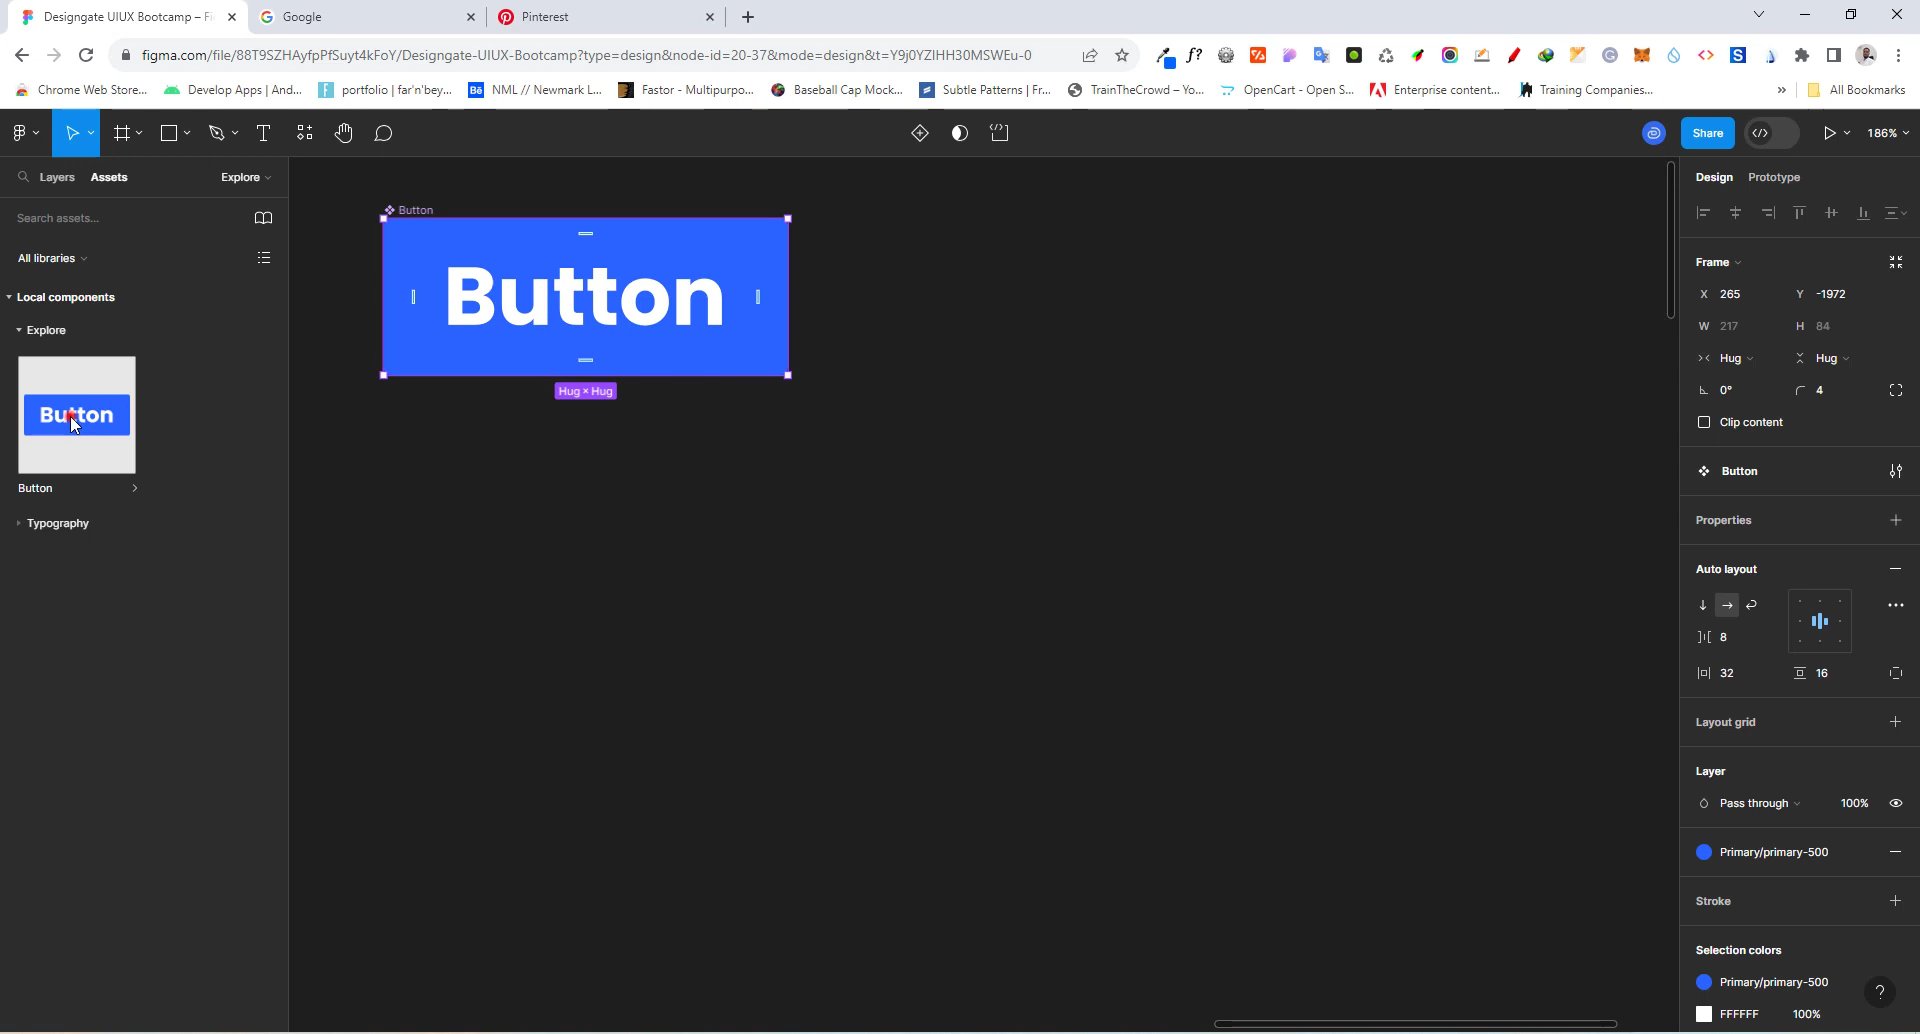 Designgate UIUX Bootcamp – Fi
Google
Pinterest
figma.com/file/88T9SZHAyfpPfSuyt4kFoY/Designgate-UIUX-Bootcamp?type=design&node-id=20-37&mode=design&t=Y9j0YZIHH30MSWEu-0
Chrome Web Store...
Develop Apps | And...
portfolio | far'n'bey...
NML // Newmark L...
Fastor - Multipurpo...
Baseball Cap Mock...
Subtle Patterns | Fr...
TrainTheCrowd – Yo...
OpenCart - Open S...
Enterprise content...
Training Companies...
»
All Bookmarks
Share
186%
Layers
Assets
Explore
Search assets...
All libraries
Local components
Explore
Button
Button
Typography
Button
Button
Hug × Hug
Design
Prototype
Frame
X 265
Y -1972
W 217
H 84
Hug
Hug
0°
4
Clip content
Button
Properties
Auto layout
8
32
16
Layout grid
Layer
Pass through
100%
Primary/primary-500
Stroke
Selection colors
Primary/primary-500
FFFFFF
100%
?